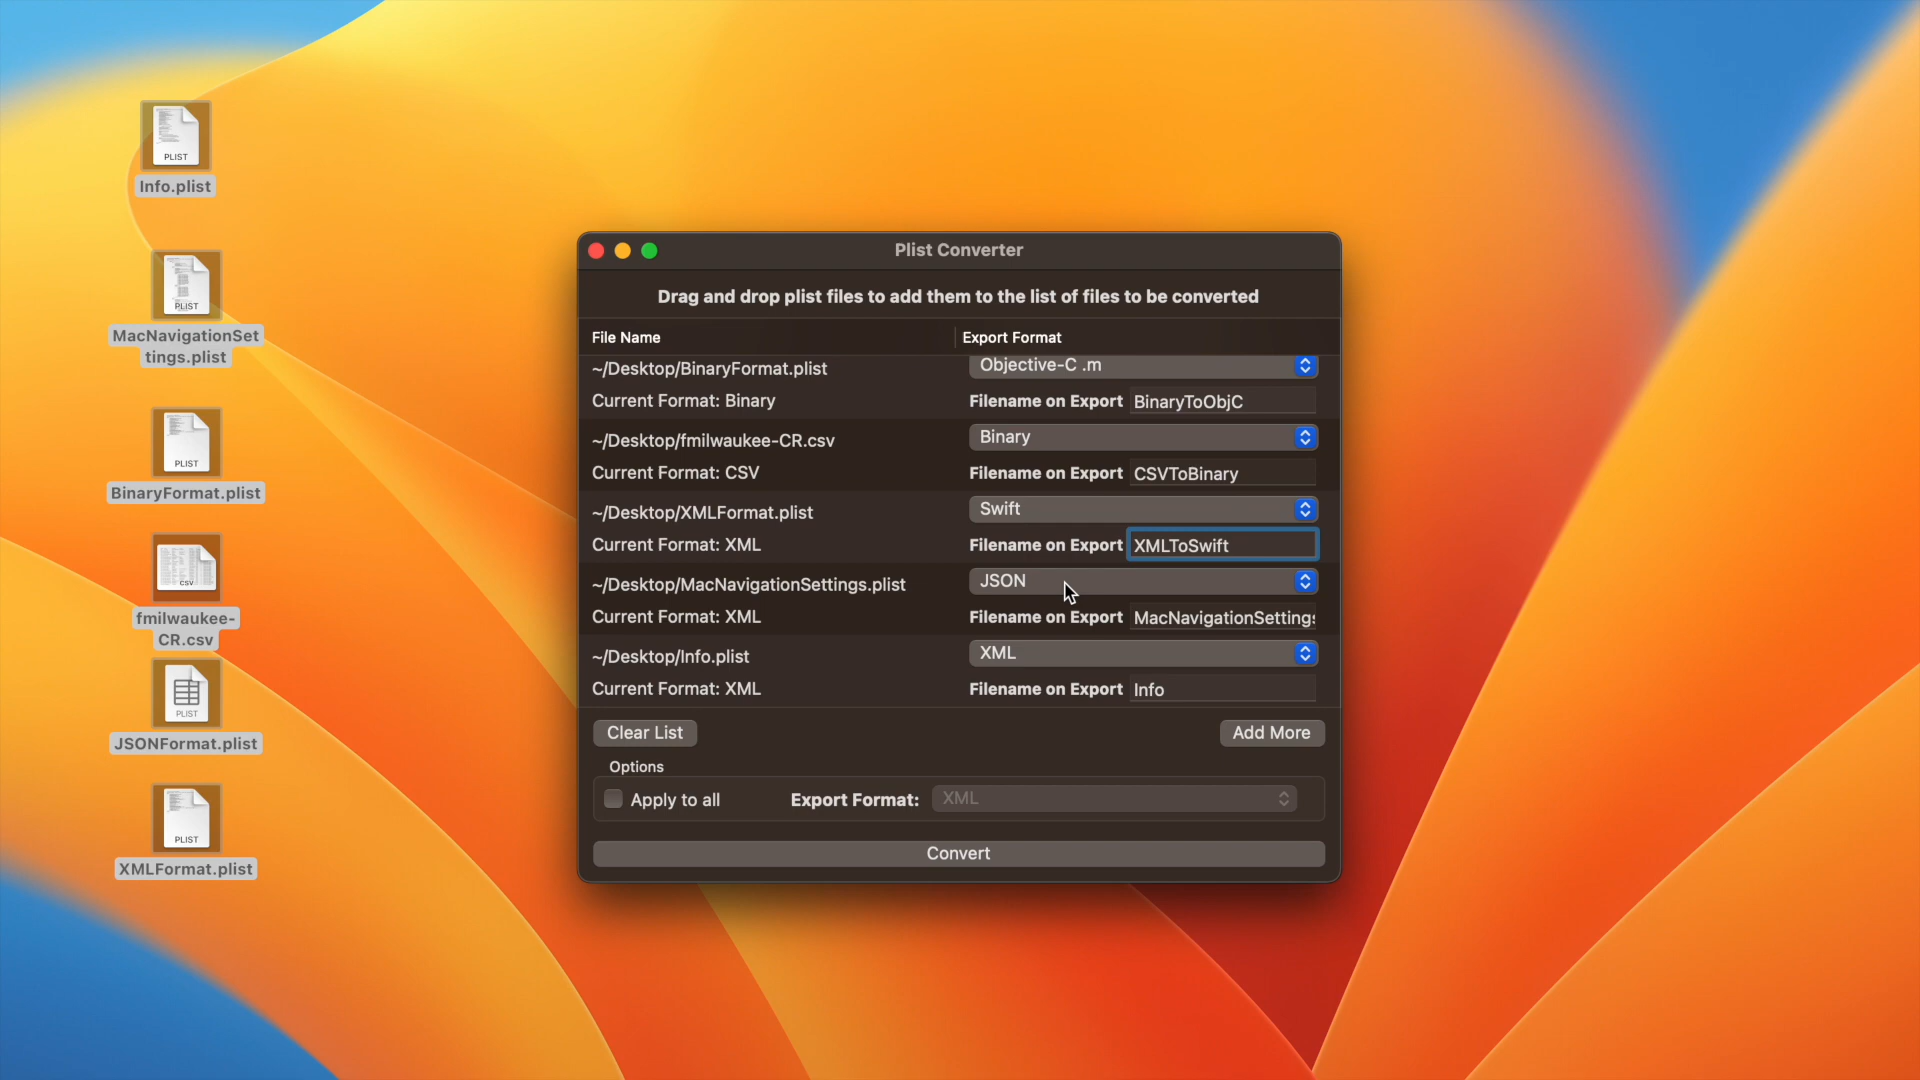 PLIST
Info.plist
PLIST
MacNavigationSet
tings.plist
PLIST
BinaryFormat.plist
CSV
fmilwaukee-
CR.csv
PLIST
JSONFormat.plist
PLIST
XMLFormat.plist
Plist Converter
Drag and drop plist files to add them to the list of files to be converted
File Name
Export Format
~/Desktop/BinaryFormat.plist
Objective-C .m
Current Format: Binary
Filename on Export
BinaryToObjC
~/Desktop/fmilwaukee-CR.csv
Binary
Current Format: CSV
Filename on Export
CSVToBinary
~/Desktop/XMLFormat.plist
Swift
Current Format: XML
Filename on Export
XMLToSwift
~/Desktop/MacNavigationSettings.plist
JSON
Current Format: XML
Filename on Export
MacNavigationSettings
~/Desktop/Info.plist
XML
Current Format: XML
Filename on Export
Info
Clear List
Add More
Options
Apply to all
Export Format:
XML
Convert